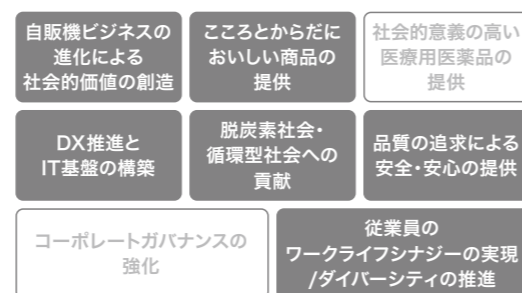 自販機ビジネスの
進化による
社会的価値の創造
こころとからだに
おいしい商品の
提供
社会的意義の高い
医療用医薬品の
提供
DX推進と
IT基盤の構築
脱炭素社会・
循環型社会への
貢献
品質の追求による
安全・安心の提供
コーポレートガバナンスの
強化
従業員の
ワークライフシナジーの実現
/ダイバーシティの推進